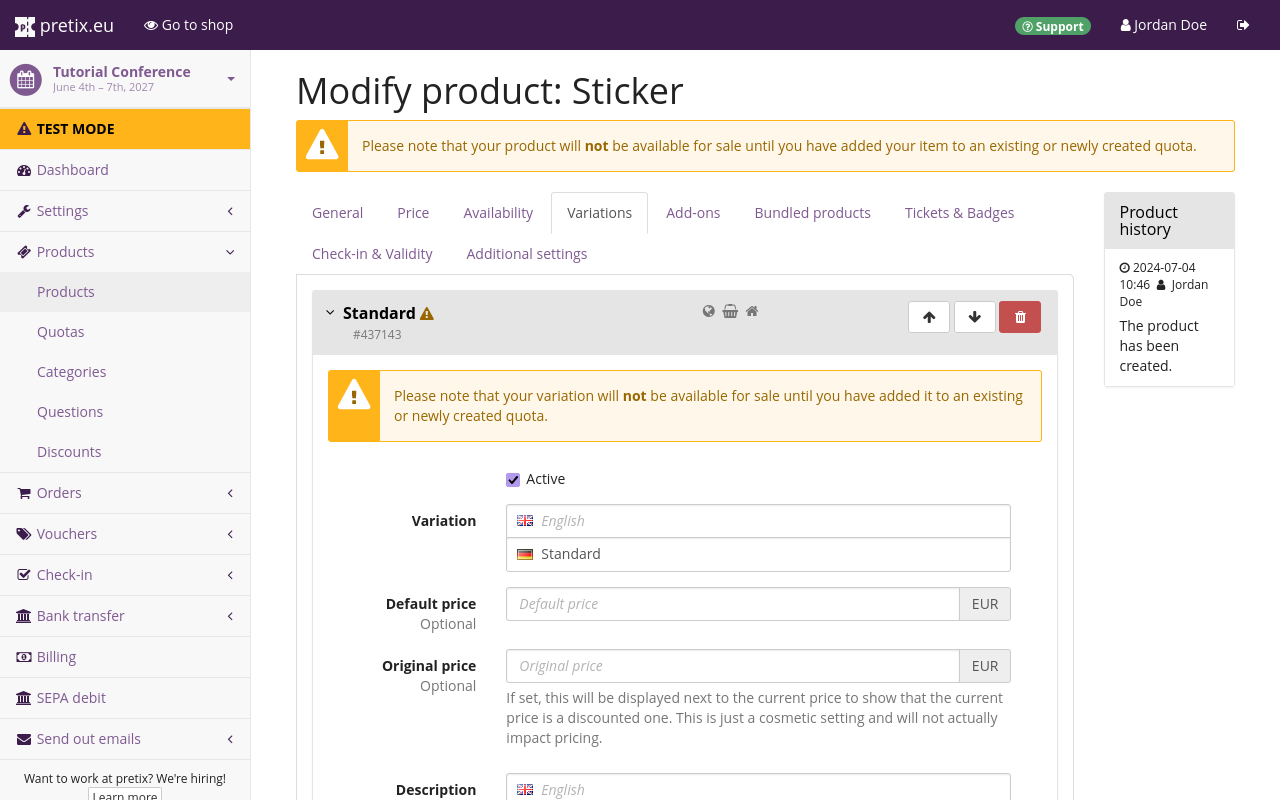 pretix.eu
Go to shop
Support
Jordan Doe
Tutorial Conference
June 4th – 7th, 2027
TEST MODE
Dashboard
Settings
Products
Products
Quotas
Categories
Questions
Discounts
Orders
Vouchers
Check-in
Bank transfer
Billing
SEPA debit
Send out emails
Want to work at pretix? We're hiring!
Learn more
Modify product: Sticker
Please note that your product will not be available for sale until you have added your item to an existing or newly created quota.
General
Price
Availability
Variations
Add-ons
Bundled products
Tickets & Badges
Check-in & Validity
Additional settings
Standard
#437143
Please note that your variation will not be available for sale until you have added it to an existing
or newly created quota.
Active
Variation
English
Standard
Default price
Optional
Default price
EUR
Original price
Optional
Original price
EUR
If set, this will be displayed next to the current price to show that the current
price is a discounted one. This is just a cosmetic setting and will not actually
impact pricing.
Description
English
Product
history
2024-07-04
10:46 Jordan
Doe
The product
has been
created.